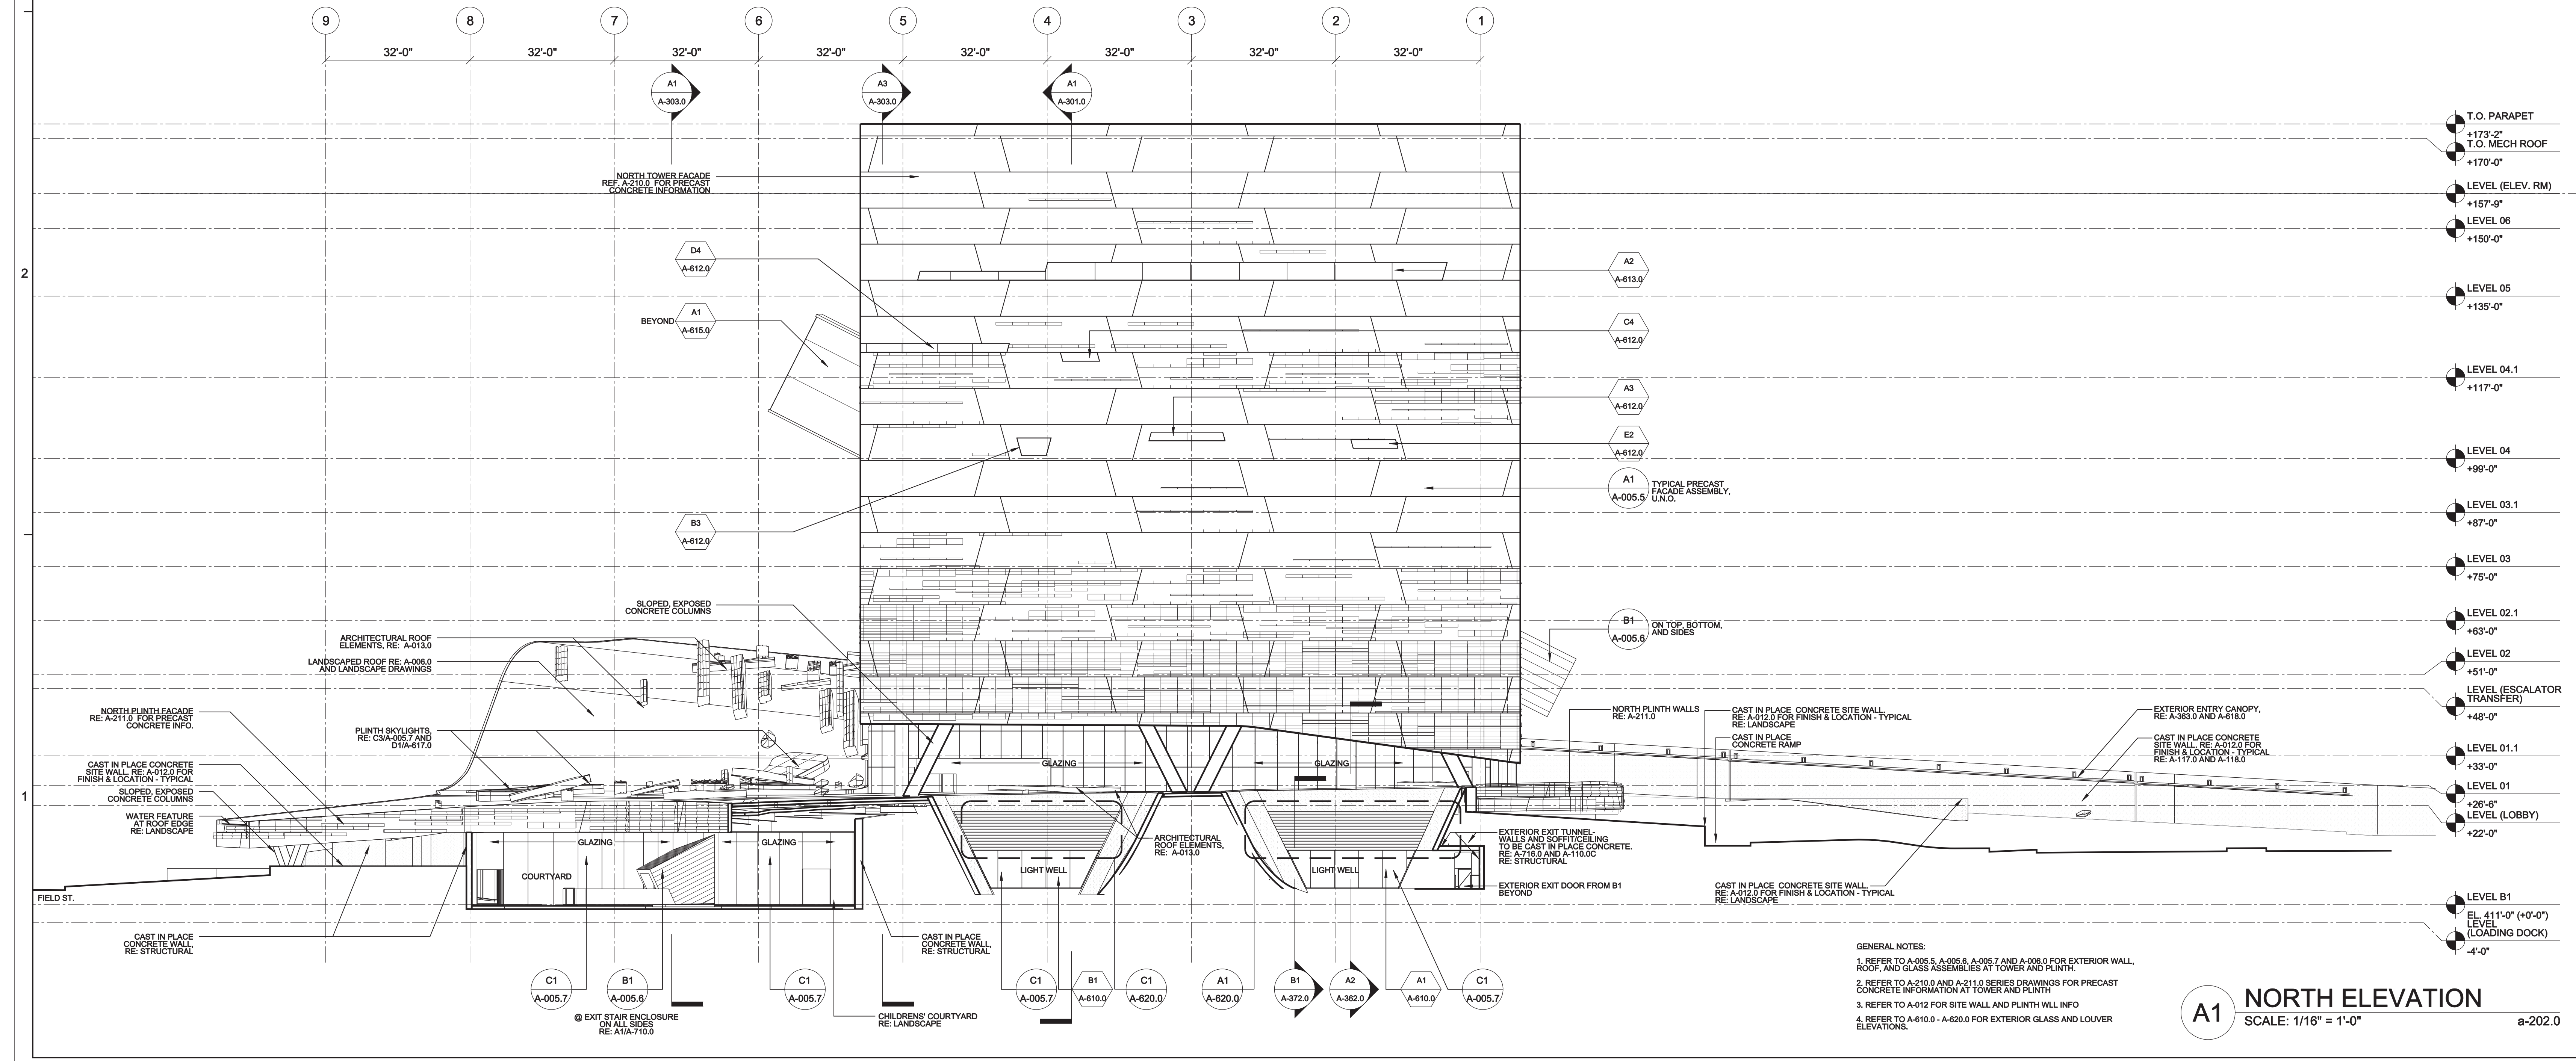 9 8 7 6 5 4 3 2 1
32'-0" 32'-0" 32'-0" 32'-0" 32'-0" 32'-0" 32'-0" 32'-0"
A1
A-303.0
A3
A-303.0
A1
A-301.0
T.O. PARAPET
+173'-2"
T.O. MECH ROOF
+170'-0"
LEVEL (ELEV. RM)
+157'-9"
LEVEL 06
+150'-0"
LEVEL 05
+135'-0"
LEVEL 04.1
+117'-0"
LEVEL 04
+99'-0"
LEVEL 03.1
+87'-0"
LEVEL 03
+75'-0"
LEVEL 02.1
+63'-0"
LEVEL 02
+51'-0"
LEVEL (ESCALATOR
TRANSFER)
+48'-0"
LEVEL 01.1
+33'-0"
LEVEL 01
+26'-6"
LEVEL (LOBBY)
+22'-0"
LEVEL B1
EL. 411'-0" (+0'-0")
LEVEL
(LOADING DOCK)
-4'-0"
2
1
NORTH TOWER FACADE
REF. A-210.0 FOR PRECAST
CONCRETE INFORMATION
D4
A-612.0
BEYOND
A1
A-615.0
B3
A-612.0
A2
A-613.0
C4
A-612.0
A3
A-612.0
E2
A-612.0
A1
A-005.5
TYPICAL PRECAST
FACADE ASSEMBLY,
U.N.O.
B1
A-005.6
ON TOP, BOTTOM,
AND SIDES
SLOPED, EXPOSED
CONCRETE COLUMNS
ARCHITECTURAL ROOF
ELEMENTS, RE: A-013.0
LANDSCAPED ROOF RE: A-006.0
AND LANDSCAPE DRAWINGS
NORTH PLINTH FACADE
RE: A-211.0 FOR PRECAST
CONCRETE INFO.
PLINTH SKYLIGHTS,
RE: C3/A-005.7 AND
D1/A-617.0
CAST IN PLACE CONCRETE
SITE WALL. RE: A-012.0 FOR
FINISH & LOCATION - TYPICAL
SLOPED, EXPOSED
CONCRETE COLUMNS
WATER FEATURE
AT ROOF EDGE
RE: LANDSCAPE
FIELD ST.
CAST IN PLACE
CONCRETE WALL,
RE: STRUCTURAL
GLAZING
GLAZING
COURTYARD
GLAZING
GLAZING
LIGHT WELL
LIGHT WELL
ARCHITECTURAL
ROOF ELEMENTS,
RE: A-013.0
CAST IN PLACE
CONCRETE WALL,
RE: STRUCTURAL
NORTH PLINTH WALLS
RE: A-211.0
CAST IN PLACE CONCRETE SITE WALL.
RE: A-012.0 FOR FINISH & LOCATION - TYPICAL
RE: LANDSCAPE
CAST IN PLACE
CONCRETE RAMP
EXTERIOR ENTRY CANOPY,
RE: A-363.0 AND A-618.0
CAST IN PLACE CONCRETE
SITE WALL. RE: A-012.0 FOR
FINISH & LOCATION - TYPICAL
RE: A-117.0 AND A-118.0
EXTERIOR EXIT TUNNEL-
WALLS AND SOFFIT/CEILING
TO BE CAST IN PLACE CONCRETE.
RE: A-716.0 AND A-110.0C
RE: STRUCTURAL
EXTERIOR EXIT DOOR FROM B1
BEYOND
CAST IN PLACE CONCRETE SITE WALL.
RE: A-012.0 FOR FINISH & LOCATION - TYPICAL
RE: LANDSCAPE
C1
A-005.7
B1
A-005.6
@ EXIT STAIR ENCLOSURE
ON ALL SIDES
RE: A1/A-710.0
C1
A-005.7
CHILDRENS' COURTYARD
RE: LANDSCAPE
C1
A-005.7
B1
A-610.0
C1
A-620.0
A1
A-620.0
B1
A-372.0
A2
A-362.0
A1
A-610.0
C1
A-005.7
GENERAL NOTES:
1. REFER TO A-005.5, A-005.6, A-005.7 AND A-006.0 FOR EXTERIOR WALL,
ROOF, AND GLASS ASSEMBLIES AT TOWER AND PLINTH.
2. REFER TO A-210.0 AND A-211.0 SERIES DRAWINGS FOR PRECAST
CONCRETE INFORMATION AT TOWER AND PLINTH
3. REFER TO A-012 FOR SITE WALL AND PLINTH WLL INFO
4. REFER TO A-610.0 - A-620.0 FOR EXTERIOR GLASS AND LOUVER
ELEVATIONS.
A1
NORTH ELEVATION
SCALE: 1/16" = 1'-0"
a-202.0